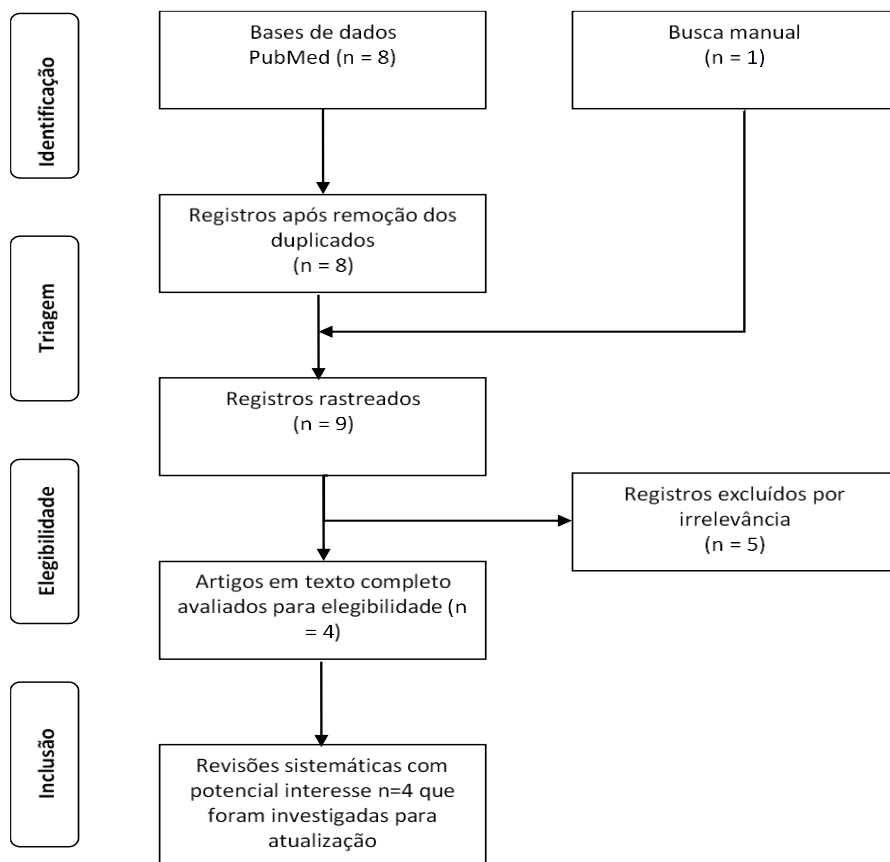 Identificação
Bases de dados
PubMed (n = 8)
Busca manual
(n = 1)
Triagem
Registros após remoção dos
duplicados
(n = 8)
Registros rastreados
(n = 9)
Elegibilidade
Registros excluídos por
irrelevância
(n = 5)
Artigos em texto completo
avaliados para elegibilidade (n
= 4)
Inclusão
Revisões sistemáticas com
potencial interesse n=4 que
foram investigadas para
atualização